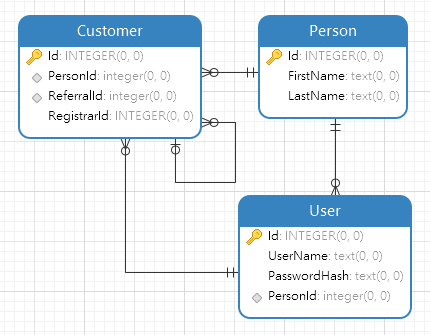 Customer
Id: INTEGER(0, 0)
PersonId: integer(0, 0)
ReferralId: integer(0, 0)
RegistrarId: INTEGER(0, 0)
Person
Id: INTEGER(0, 0)
FirstName: text(0, 0)
LastName: text(0, 0)
User
Id: INTEGER(0, 0)
UserName: text(0, 0)
PasswordHash: text(0, 0)
PersonId: integer(0, 0)